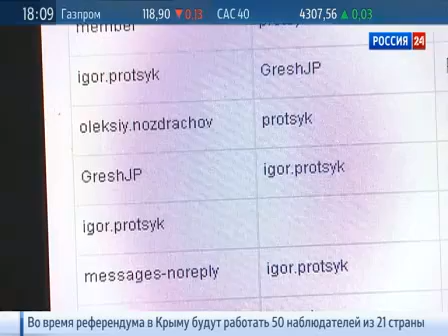 18:09 Газпром 118,90 ▼ 0,13 CAC 40 4307,56 ▲ 0,03
member
РОССИЯ 24
igor.protsyk GreshJP
oleksiy.nozdrachov protsyk
GreshJP igor.protsyk
igor.protsyk
messages-noreply igor.protsyk
Во время референдума в Крыму будут работать 50 наблюдателей из 21 страны